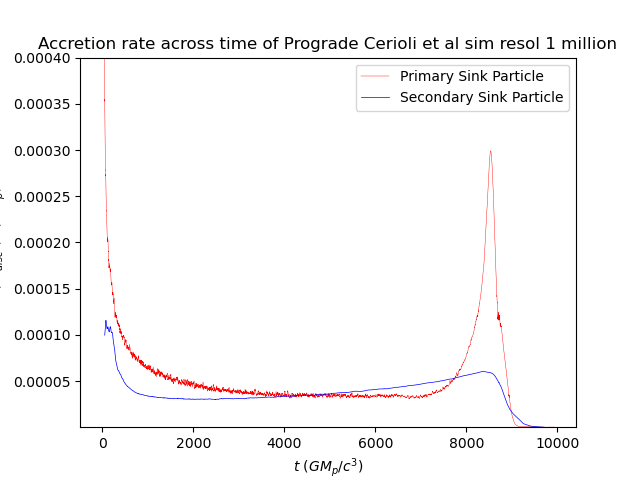 Accretion rate across time of Prograde Cerioli et al sim resol 1 million
Primary Sink Particle
Secondary Sink Particle
0.00040
0.00035
0.00030
0.00025
0.00020
0.00015
0.00010
0.00005
0 2000 4000 6000 8000 10000
t (GM_p/c^3)